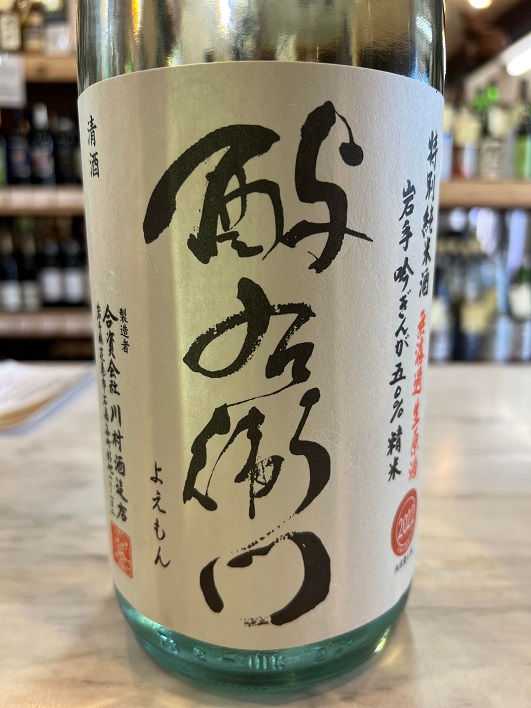 特別純米酒 無濾過生原酒
岩手 吟ぎんが五〇%精米
酔右衛門
よえもん
清酒
製造者
合資会社 川村酒造店